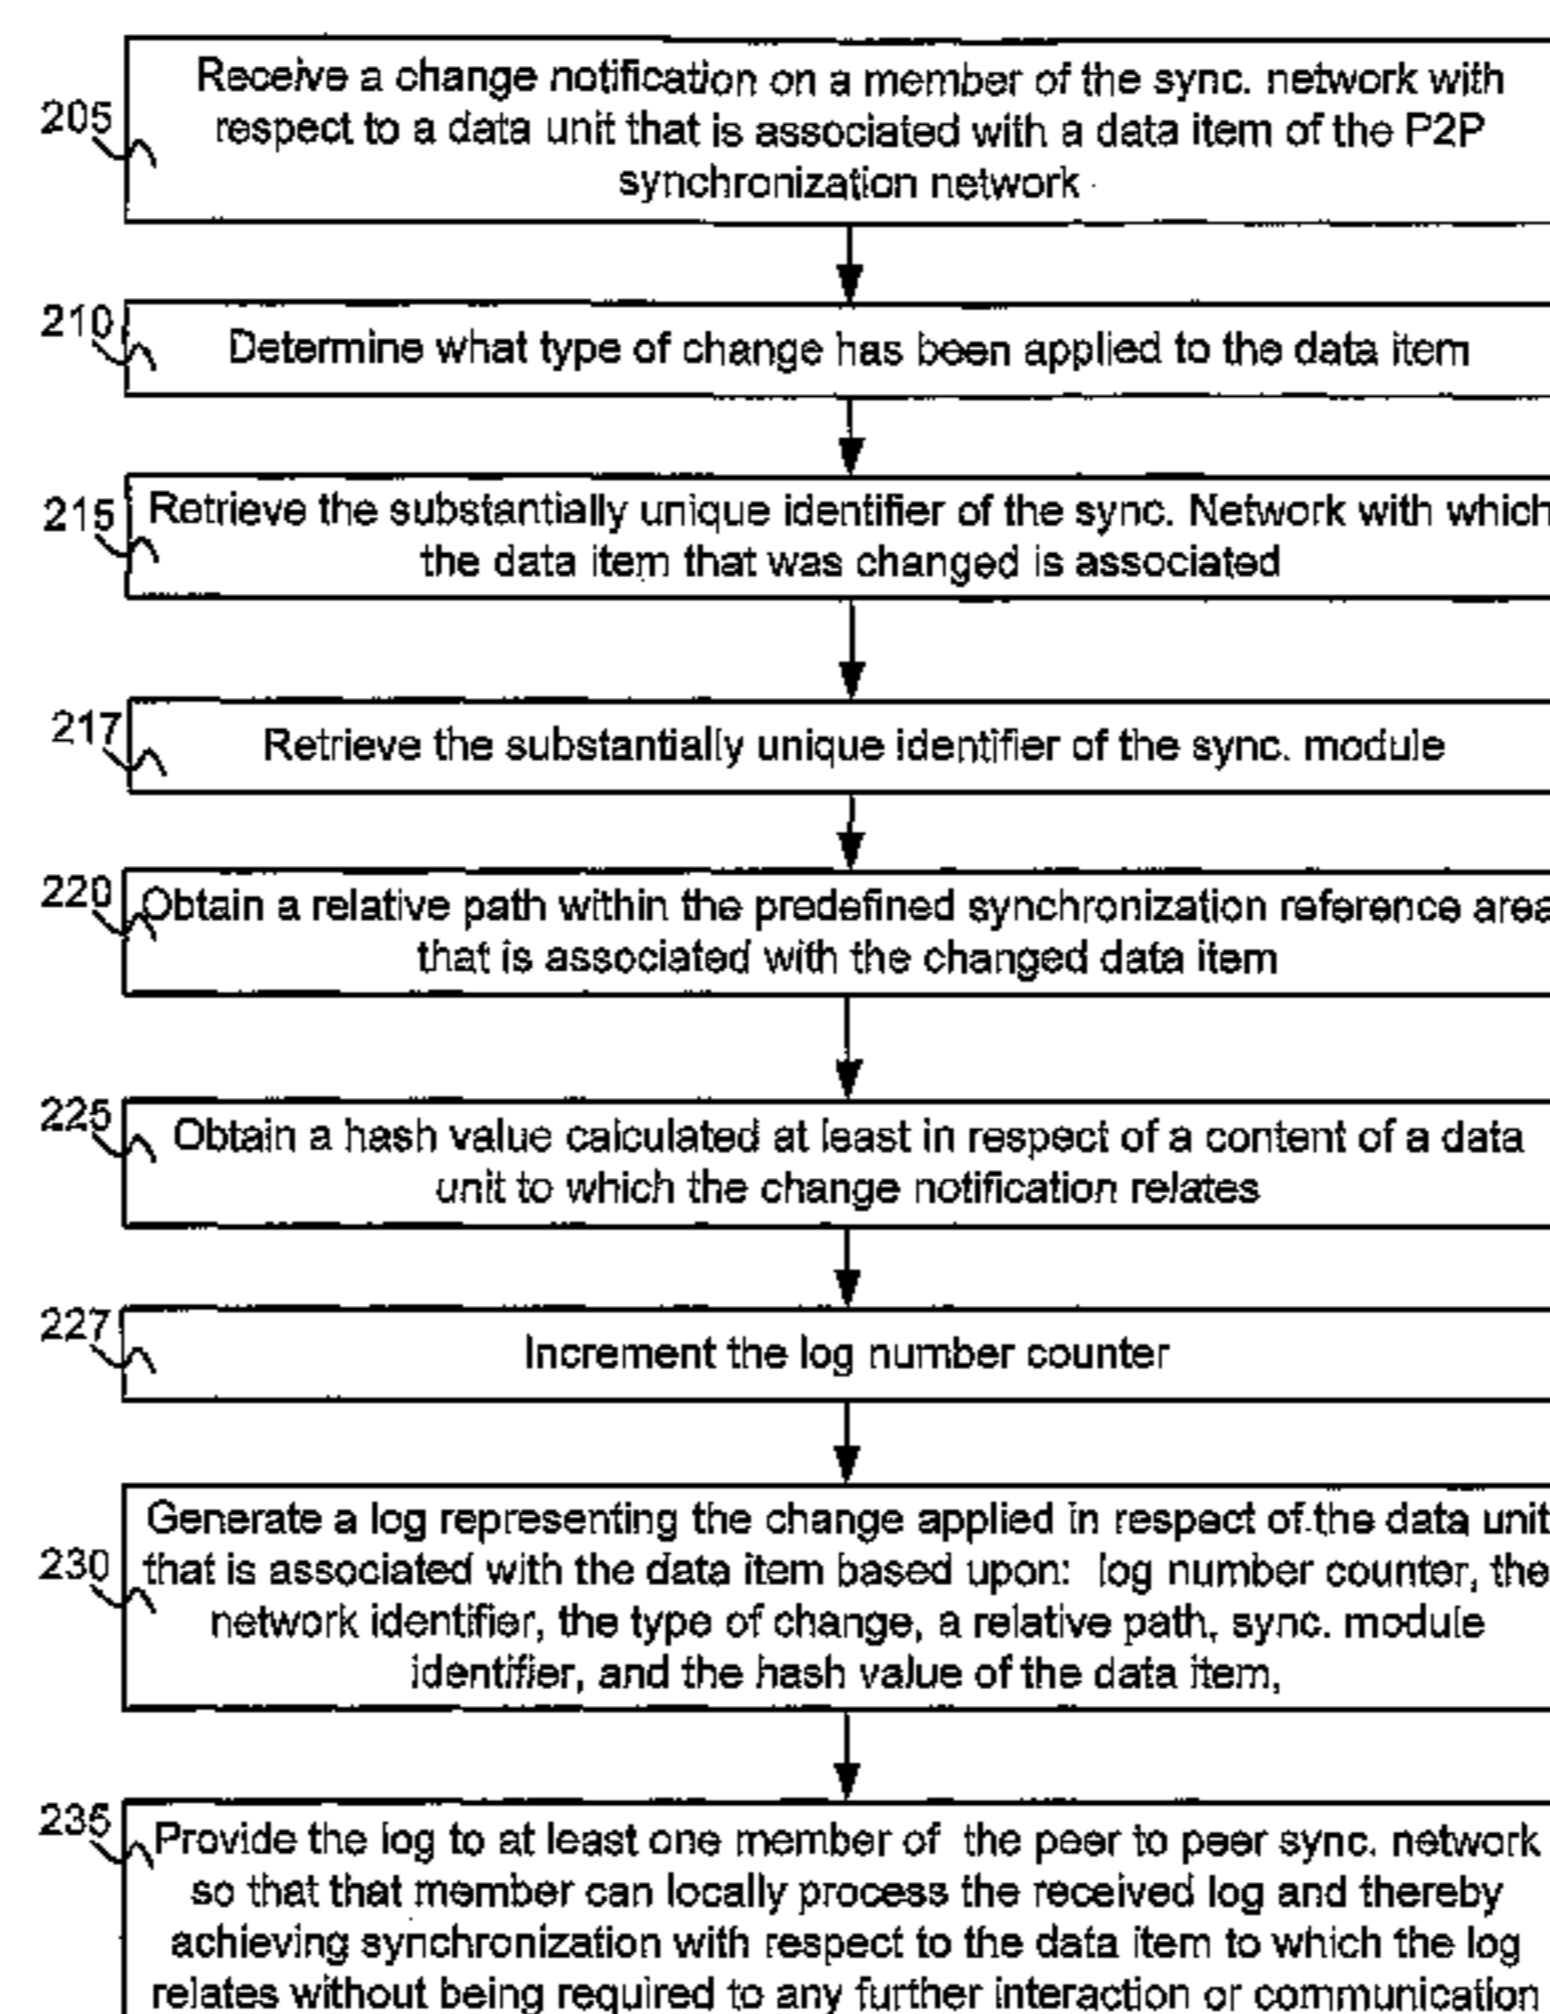 205
Receive a change notification on a member of the sync. network with
respect to a data unit that is associated with a data item of the P2P
synchronization network
210
Determine what type of change has been applied to the data item
215
Retrieve the substantially unique identifier of the sync. Network with which
the data item that was changed is associated
217
Retrieve the substantially unique identifier of the sync. module
220
Obtain a relative path within the predefined synchronization reference area
that is associated with the changed data item
225
Obtain a hash value calculated at least in respect of a content of a data
unit to which the change notification relates
227
Increment the log number counter
230
Generate a log representing the change applied in respect of the data unit
that is associated with the data item based upon: log number counter, the
network identifier, the type of change, a relative path, sync. module
identifier, and the hash value of the data item,
235
Provide the log to at least one member of the peer to peer sync. network
so that that member can locally process the received log and thereby
achieving synchronization with respect to the data item to which the log
relates without being required to any further interaction or communication